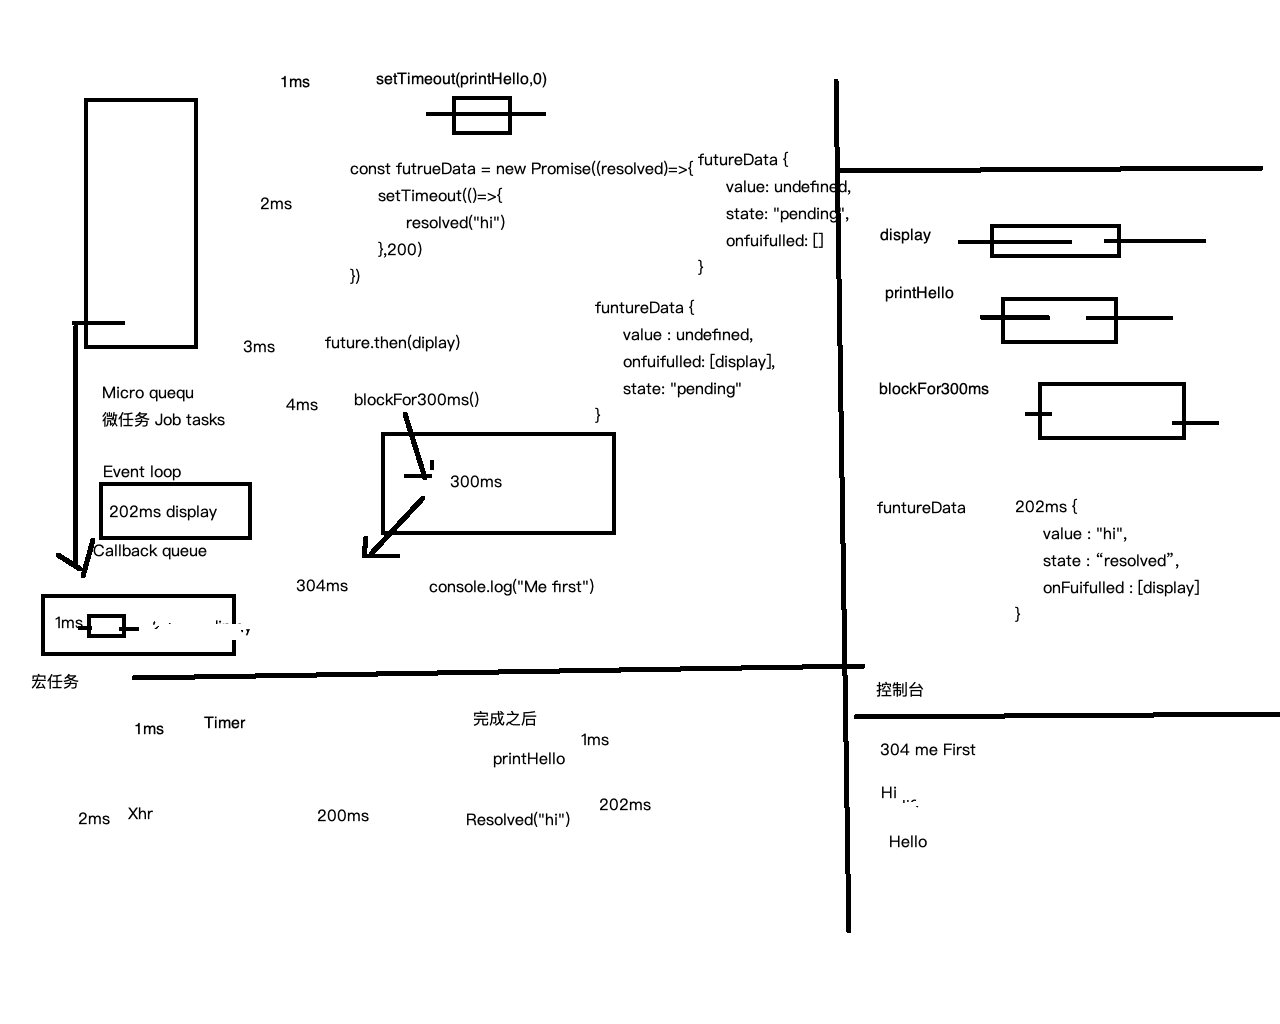 1ms
setTimeout(printHello,0)
const futrueData = new Promise((resolved)=>{
setTimeout(()=>{
resolved("hi")
},200)
})
2ms
futureData {
value: undefined,
state: "pending",
onfuifulled: []
}
funtureData {
value : undefined,
onfuifulled: [display],
state: "pending"
}
3ms
future.then(diplay)
4ms
blockFor300ms()
300ms
304ms
console.log("Me first")
Micro ququ
微任务 Job tasks
Event loop
202ms display
Callback queue
1ms
宏任务
1ms
Timer
完成之后
1ms
printHello
2ms
Xhr
200ms
Resolved("hi")
202ms
display
printHello
blockFor300ms
funtureData
202ms {
value : "hi",
state : “resolved”,
onFuifulled : [display]
}
控制台
304 me First
Hi
Hello